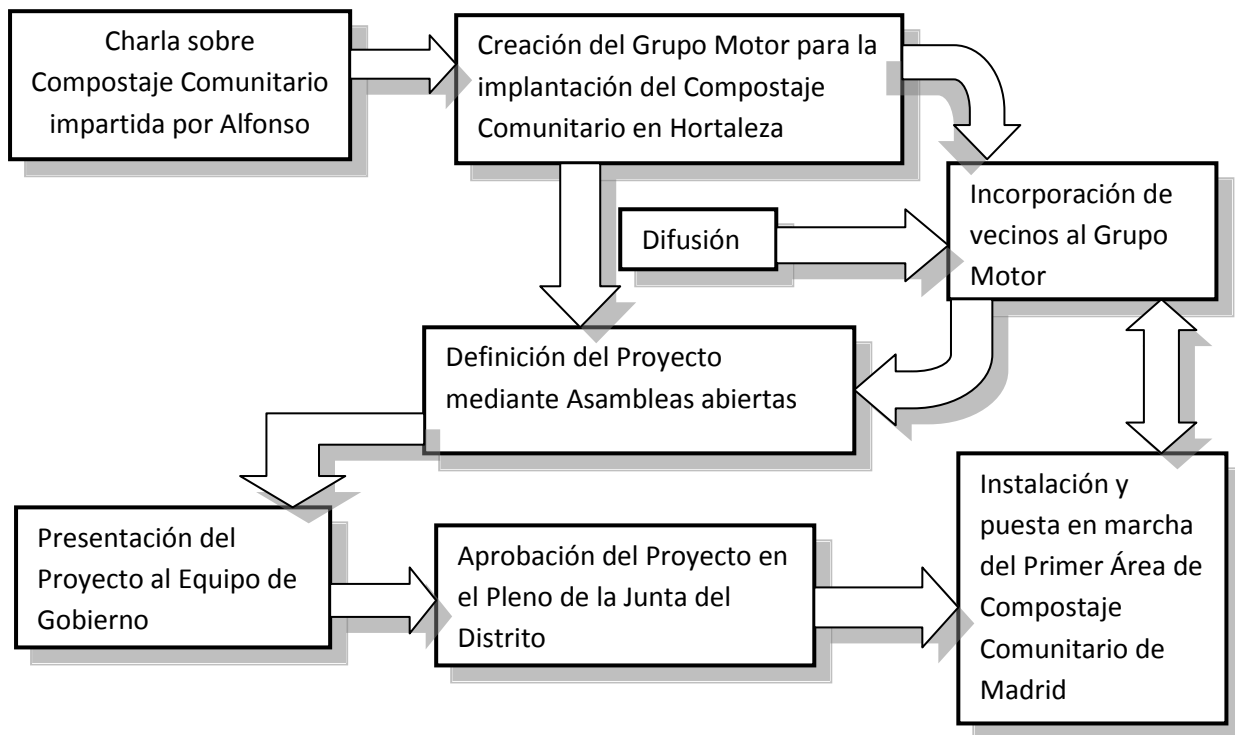 Charla sobre
Compostaje Comunitario
impartida por Alfonso
Creación del Grupo Motor para la
implantación del Compostaje
Comunitario en Hortaleza
Incorporación de
vecinos al Grupo
Motor
Difusión
Definición del Proyecto
mediante Asambleas abiertas
Presentación del
Proyecto al Equipo de
Gobierno
Aprobación del Proyecto en
el Pleno de la Junta del
Distrito
Instalación y
puesta en marcha
del Primer Área de
Compostaje
Comunitario de
Madrid